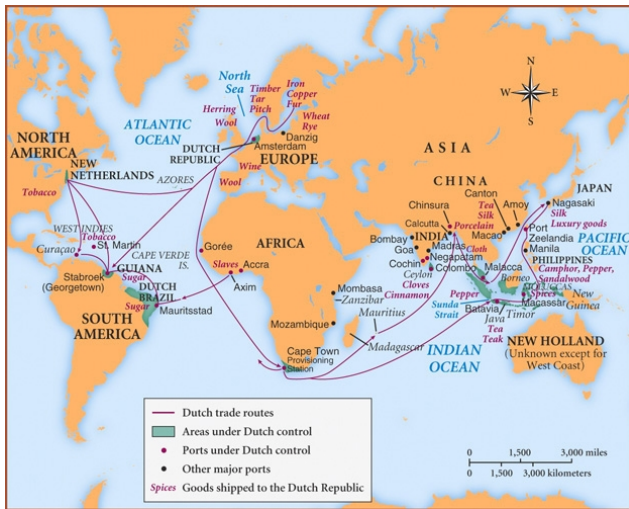 NORTH
AMERICA
NEW
NETHERLANDS
Tobacco
ATLANTIC
OCEAN
North
Sea
Herring
Wool
Timber
Tar
Pitch
Iron
Copper
Fur
Wheat
Rye
DUTCH
REPUBLIC
Amsterdam
Danzig
EUROPE
Wine
Wool
AZORES
WEST INDIES
Tobacco
St. Martin
Curaçao
Stabroek
(Georgetown)
GUIANA
Sugar
CAPE VERDE
IS.
DUTCH
BRAZIL
Sugar
Mauritsstad
SOUTH
AMERICA
Gorée
AFRICA
Slaves
Accra
Axim
Mombasa
Zanzibar
Mozambique
Mauritius
Madagascar
Cape Town
Provisioning
Station
N
W
E
S
ASIA
CHINA
JAPAN
Nagasaki
Silk
Luxury goods
Canton
Amoy
Tea
Silk
Porcelain
Macao
Chinsura
Calcutta
INDIA
Bombay
Goa
Madras
Cloth
Negapatam
Cochin
Colombo
Ceylon
Cloves
Cinnamon
Port
Zeelandia
PACIFIC
OCEAN
Manila
PHILIPPINES
Camphor, Pepper,
Sandalwood
Malacca
Borneo
MOLUCCAS
Spices
New
Guinea
Macassar
Pepper
Sunda
Strait
Batavia
Java
Timor
Tea
Teak
INDIAN
OCEAN
NEW HOLLAND
(Unknown except for
West Coast)
Dutch trade routes
Areas under Dutch control
Ports under Dutch control
Other major ports
Spices Goods shipped to the Dutch Republic
0 1,500 3,000 miles
0 1,500 3,000 kilometers